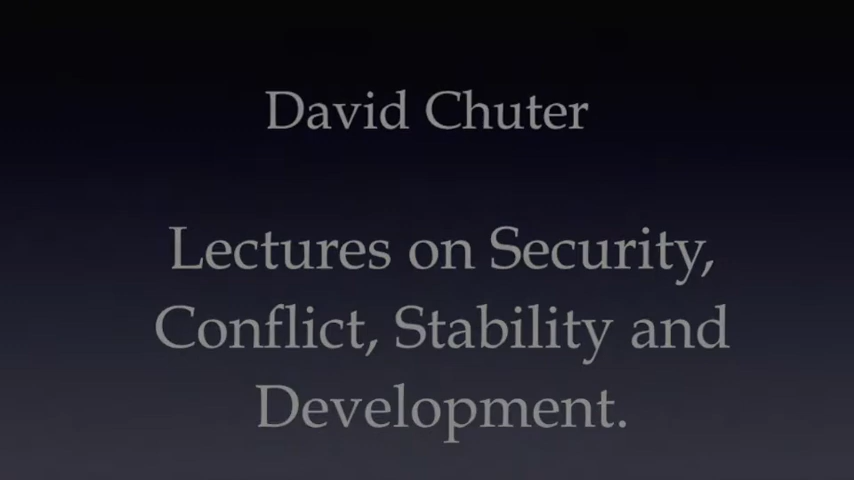 David Chuter
Lectures on Security,
Conflict, Stability and
Development.